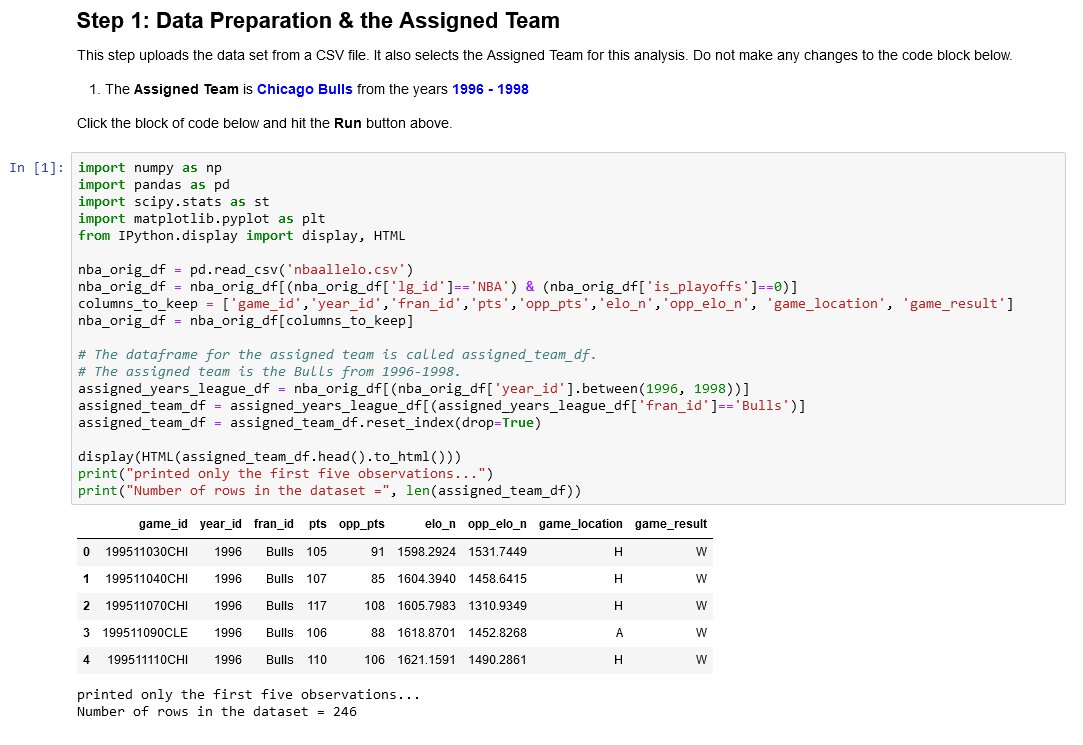 Step 1: Data Preparation & the Assigned Team
This step uploads the data set from a CSV file. It also selects the Assigned Team for this analysis. Do not make any changes to the code block below.
1. The Assigned Team is Chicago Bulls from the years 1996 - 1998
Click the block of code below and hit the Run button above.
In [1]:
import numpy as np
import pandas as pd
import scipy.stats as st
import matplotlib.pyplot as plt
from IPython.display import display, HTML

nba_orig_df = pd.read_csv('nbaallelo.csv')
nba_orig_df = nba_orig_df[(nba_orig_df['lg_id']=='NBA') & (nba_orig_df['is_playoffs']==0)]
columns_to_keep = ['game_id','year_id','fran_id','pts','opp_pts','elo_n','opp_elo_n', 'game_location', 'game_result']
nba_orig_df = nba_orig_df[columns_to_keep]

# The dataframe for the assigned team is called assigned_team_df.
# The assigned team is the Bulls from 1996-1998.
assigned_years_league_df = nba_orig_df[(nba_orig_df['year_id'].between(1996, 1998))]
assigned_team_df = assigned_years_league_df[(assigned_years_league_df['fran_id']=='Bulls')]
assigned_team_df = assigned_team_df.reset_index(drop=True)

display(HTML(assigned_team_df.head().to_html()))
print("printed only the first five observations...")
print("Number of rows in the dataset =", len(assigned_team_df))
game_id year_id fran_id pts opp_pts elo_n opp_elo_n game_location game_result
0 199511030CHI 1996 Bulls 105 91 1598.2924 1531.7449 H W
1 199511040CHI 1996 Bulls 107 85 1604.3940 1458.6415 H W
2 199511070CHI 1996 Bulls 117 108 1605.7983 1310.9349 H W
3 199511090CLE 1996 Bulls 106 88 1618.8701 1452.8268 A W
4 199511110CHI 1996 Bulls 110 106 1621.1591 1490.2861 H W
printed only the first five observations...
Number of rows in the dataset = 246